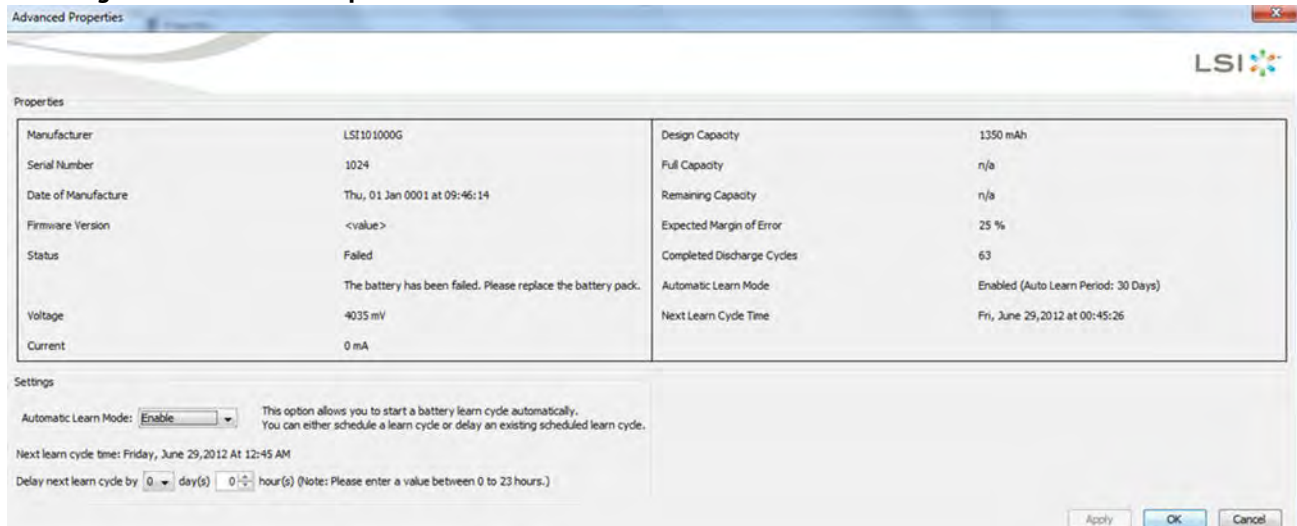 Advanced Properties
LSI
Properties
Manufacturer LSI101000G
Serial Number 1024
Date of Manufacture Thu, 01 Jan 0001 at 09:46:14
Firmware Version <value>
Status Failed
The battery has been failed. Please replace the battery pack.
Voltage 4035 mV
Current 0 mA
Design Capacity 1350 mAh
Full Capacity n/a
Remaining Capacity n/a
Expected Margin of Error 25 %
Completed Discharge Cycles 63
Automatic Learn Mode Enabled (Auto Learn Period: 30 Days)
Next Learn Cycle Time Fri, June 29,2012 at 00:45:26
Settings
Automatic Learn Mode: Enable
This option allows you to start a battery learn cycle automatically.
You can either schedule a learn cycle or delay an existing scheduled learn cycle.
Next learn cycle time: Friday, June 29,2012 At 12:45 AM
Delay next learn cycle by 0 day(s) 0 hour(s) (Note: Please enter a value between 0 to 23 hours.)
Apply OK Cancel